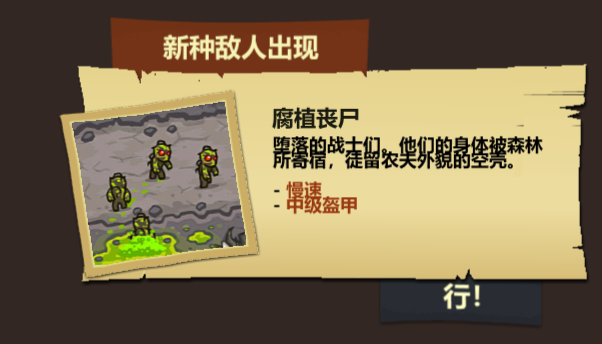 新种敌人出现
腐植丧尸
堕落的战士们。他们的身体被森林
所寄宿，徒留农夫外貌的空壳。
- 慢速
- 中级盔甲
行！